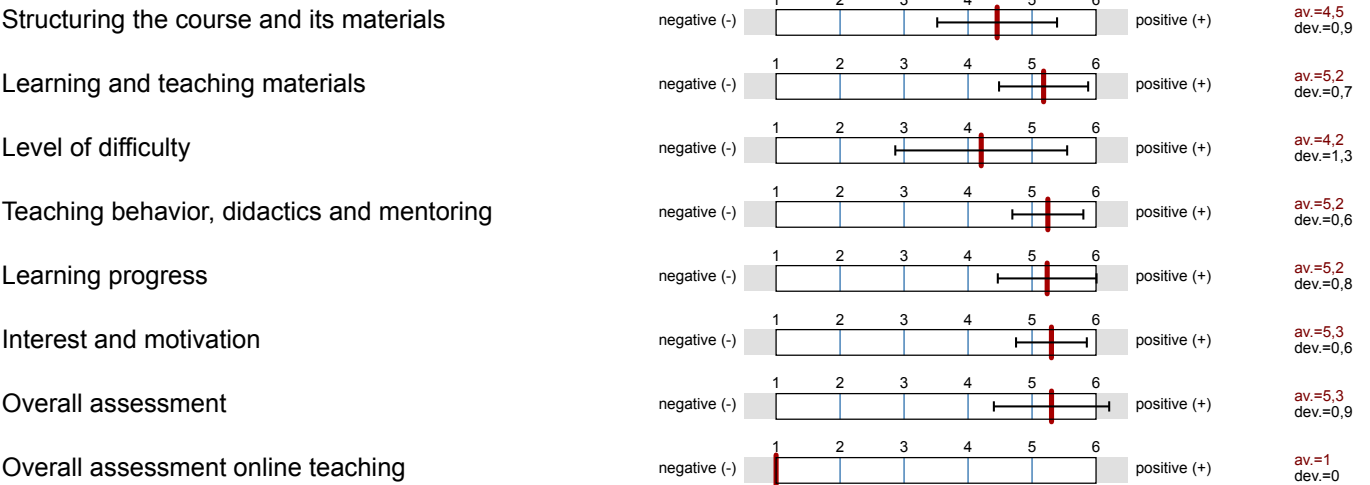 1 2 3 4 5 6
Structuring the course and its materials negative (-) positive (+) av.=4,5
dev.=0,9
1 2 3 4 5 6
Learning and teaching materials negative (-) positive (+) av.=5,2
dev.=0,7
1 2 3 4 5 6
Level of difficulty negative (-) positive (+) av.=4,2
dev.=1,3
1 2 3 4 5 6
Teaching behavior, didactics and mentoring negative (-) positive (+) av.=5,2
dev.=0,6
1 2 3 4 5 6
Learning progress negative (-) positive (+) av.=5,2
dev.=0,8
1 2 3 4 5 6
Interest and motivation negative (-) positive (+) av.=5,3
dev.=0,6
1 2 3 4 5 6
Overall assessment negative (-) positive (+) av.=5,3
dev.=0,9
1 2 3 4 5 6
Overall assessment online teaching negative (-) positive (+) av.=1
dev.=0